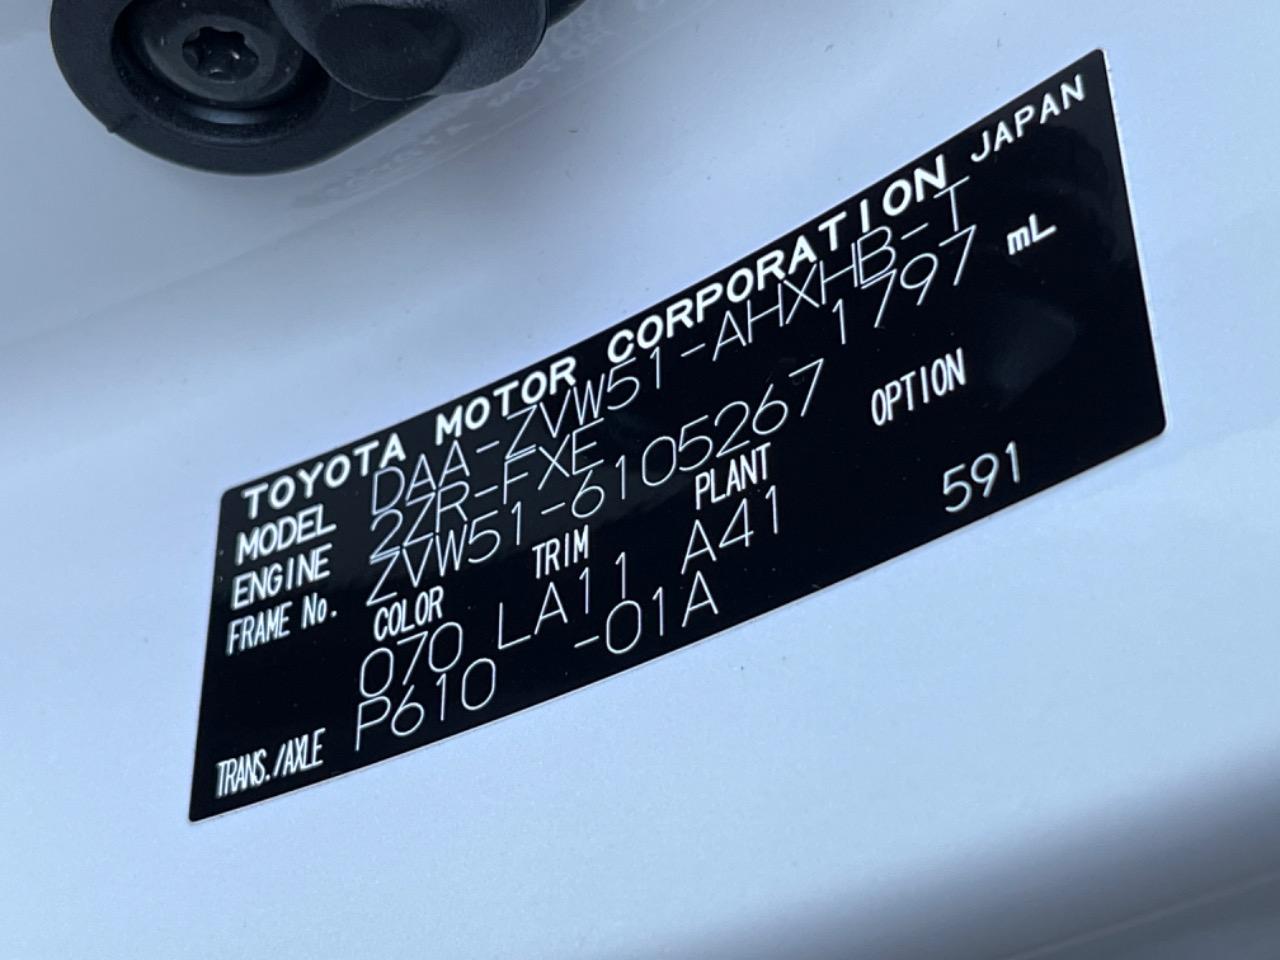 TOYOTA MOTOR CORPORATION JAPAN
MODEL DAA-ZVW51-AHXHB-T
ENGINE 2ZR-FXE 1797 mL
FRAME No. ZVW51-6105267
COLOR TRIM PLANT OPTION
070 LA11 A41 591
TRANS./AXLE P610 -01A